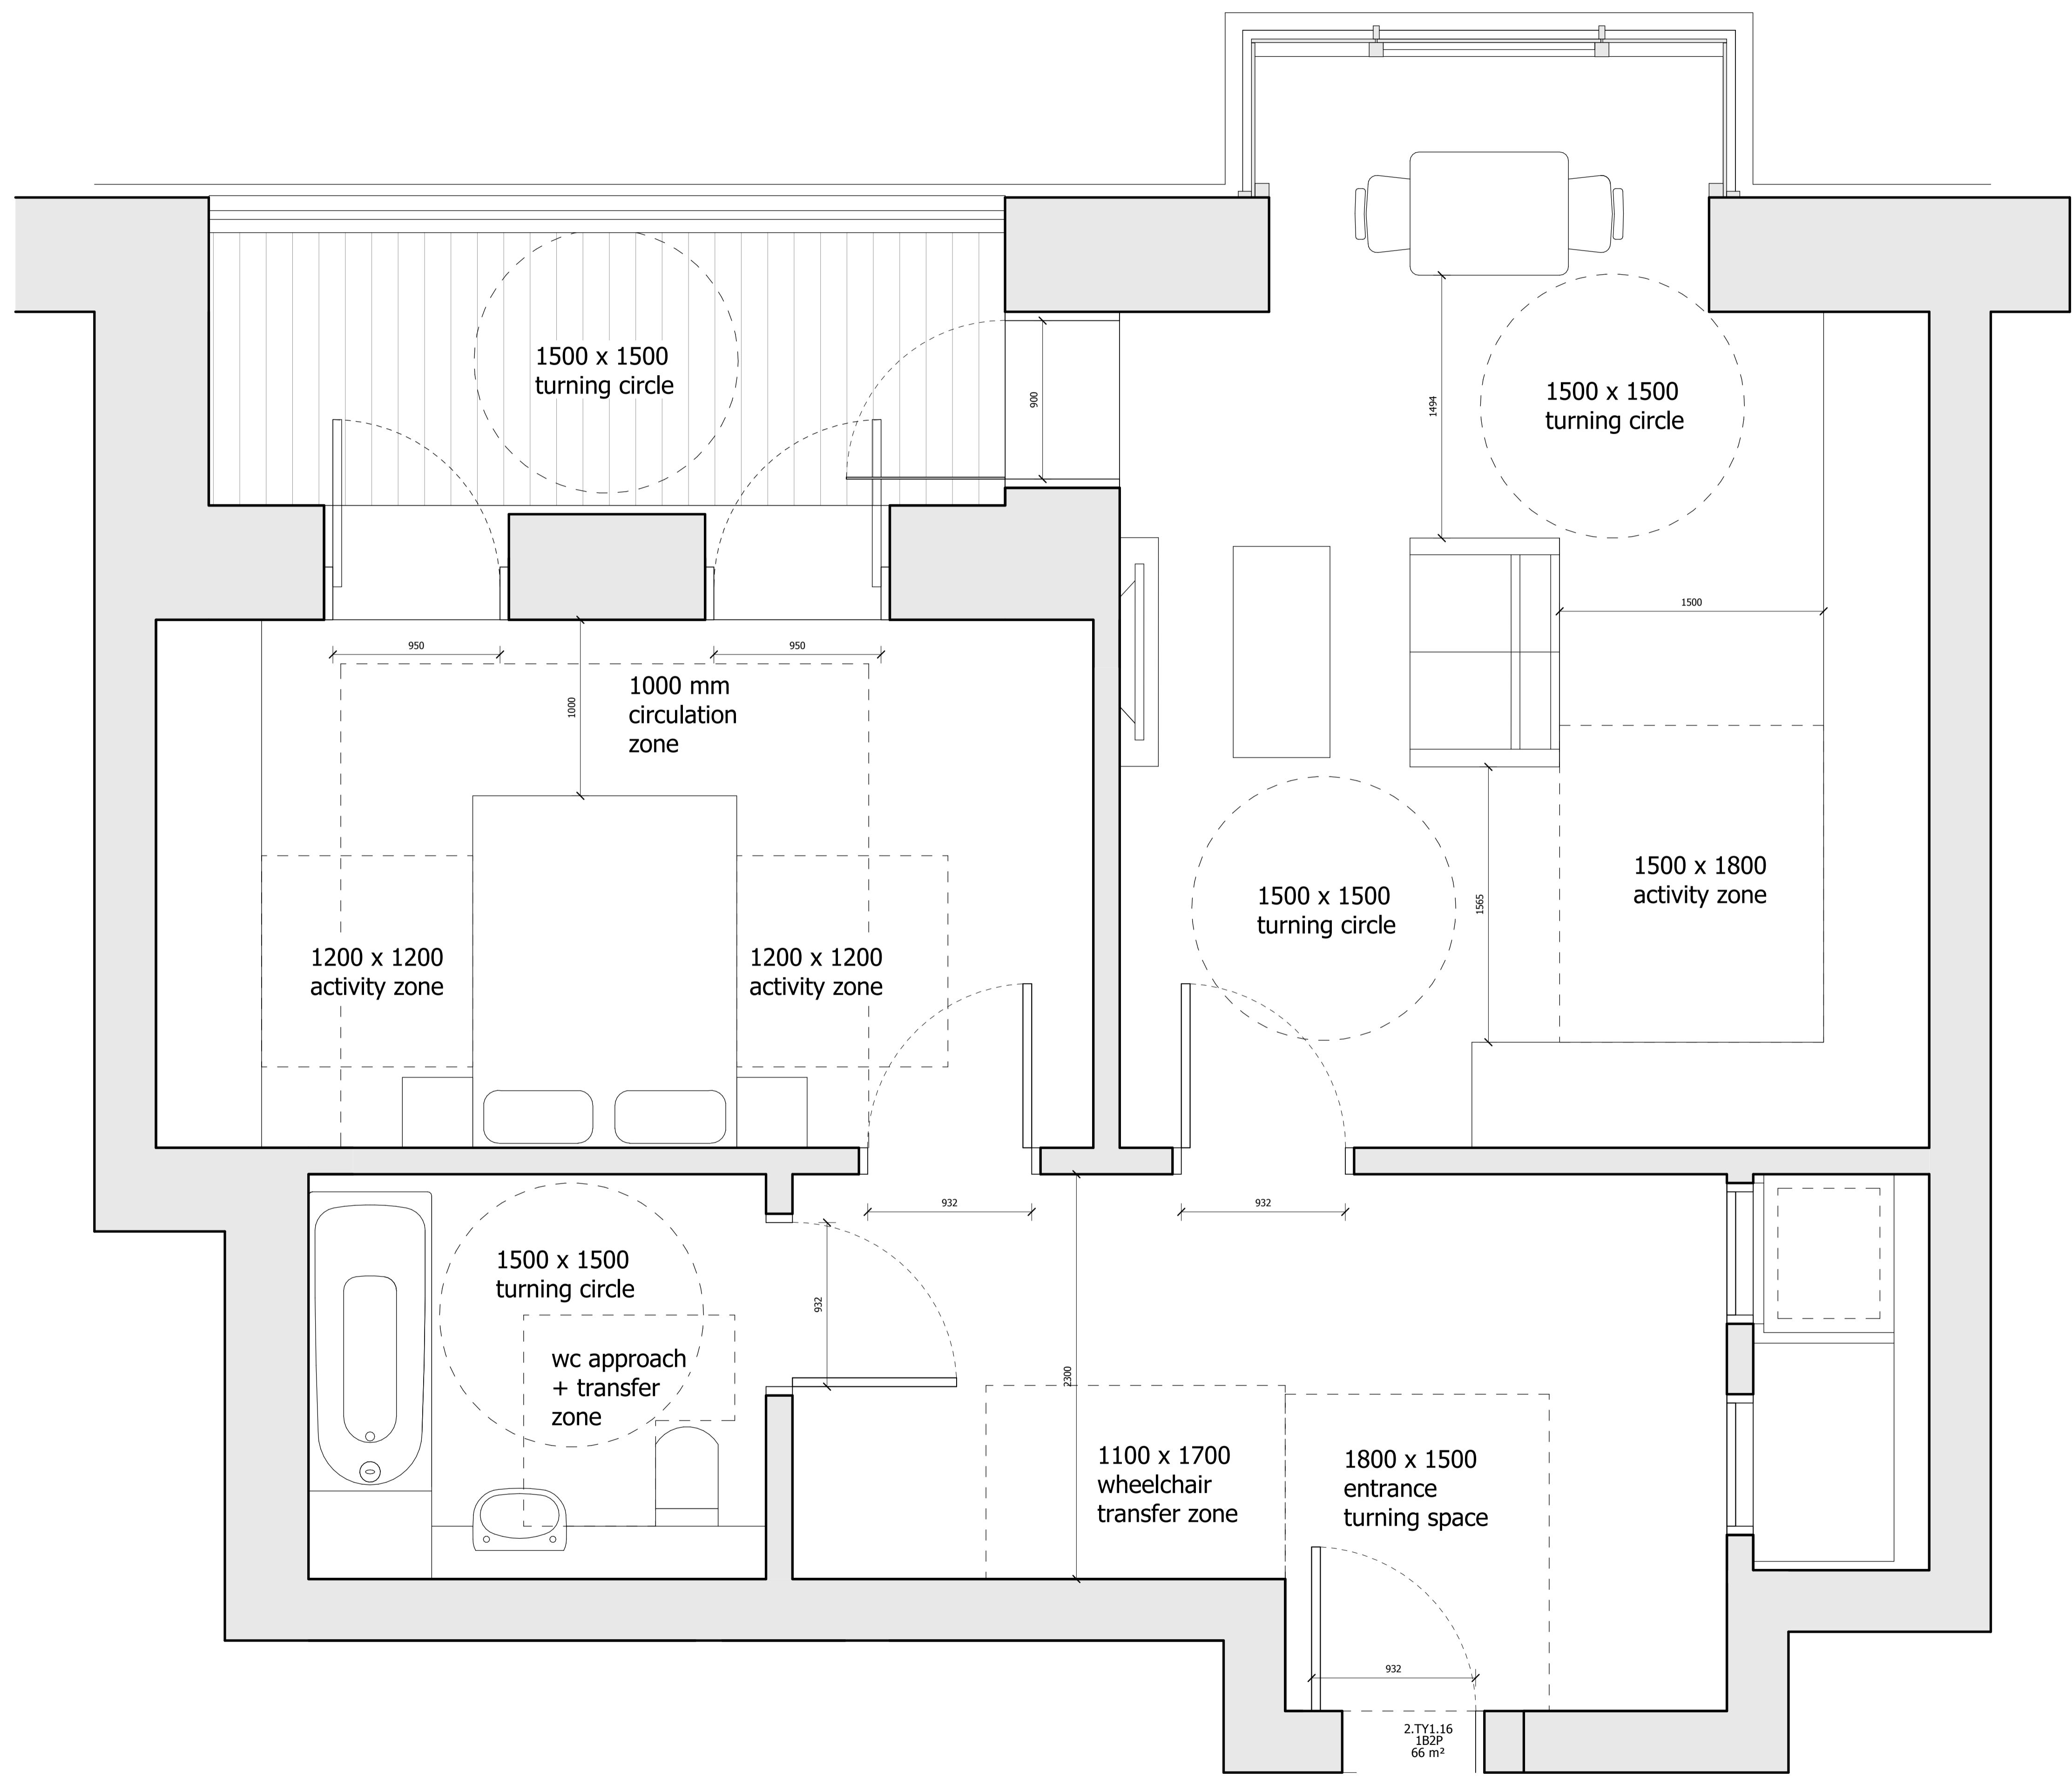 1500 x 1500
turning circle
900
1494
1500 x 1500
turning circle
1500
950
950
1000 mm
circulation
zone
1000
1500 x 1800
activity zone
1500 x 1500
turning circle
1565
1200 x 1200
activity zone
1200 x 1200
activity zone
932
932
1500 x 1500
turning circle
932
wc approach
+ transfer
zone
2300
1100 x 1700
wheelchair
transfer zone
1800 x 1500
entrance
turning space
932
2.TY1.16
1B2P
66 m²